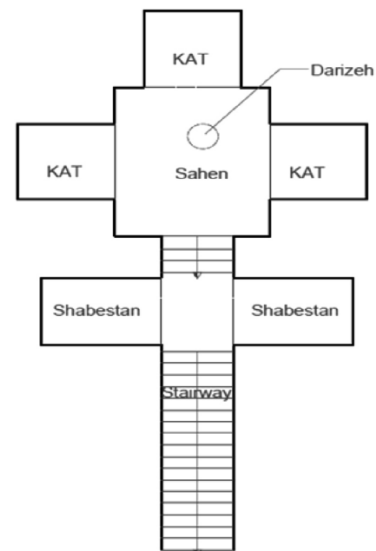 KAT
Darizeh
KAT
Sahen
KAT
Shabestan
Shabestan
Stairway